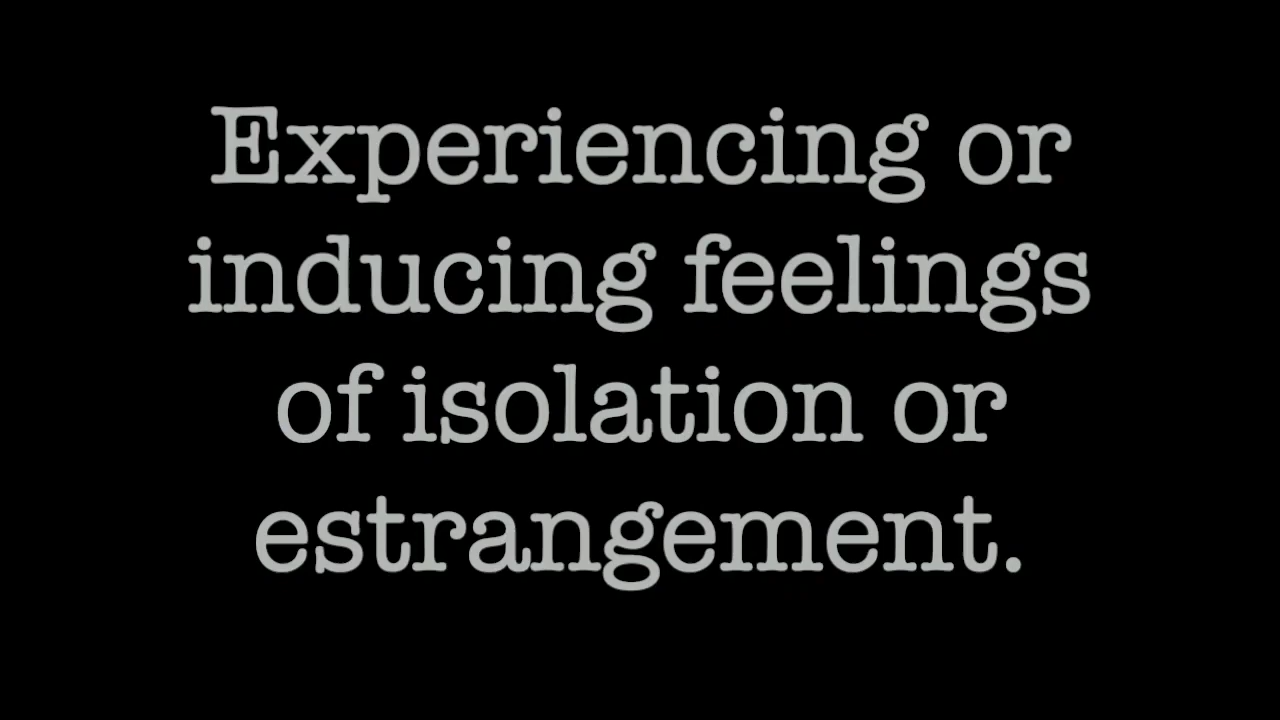 Experiencing or
inducing feelings
of isolation or
estrangement.